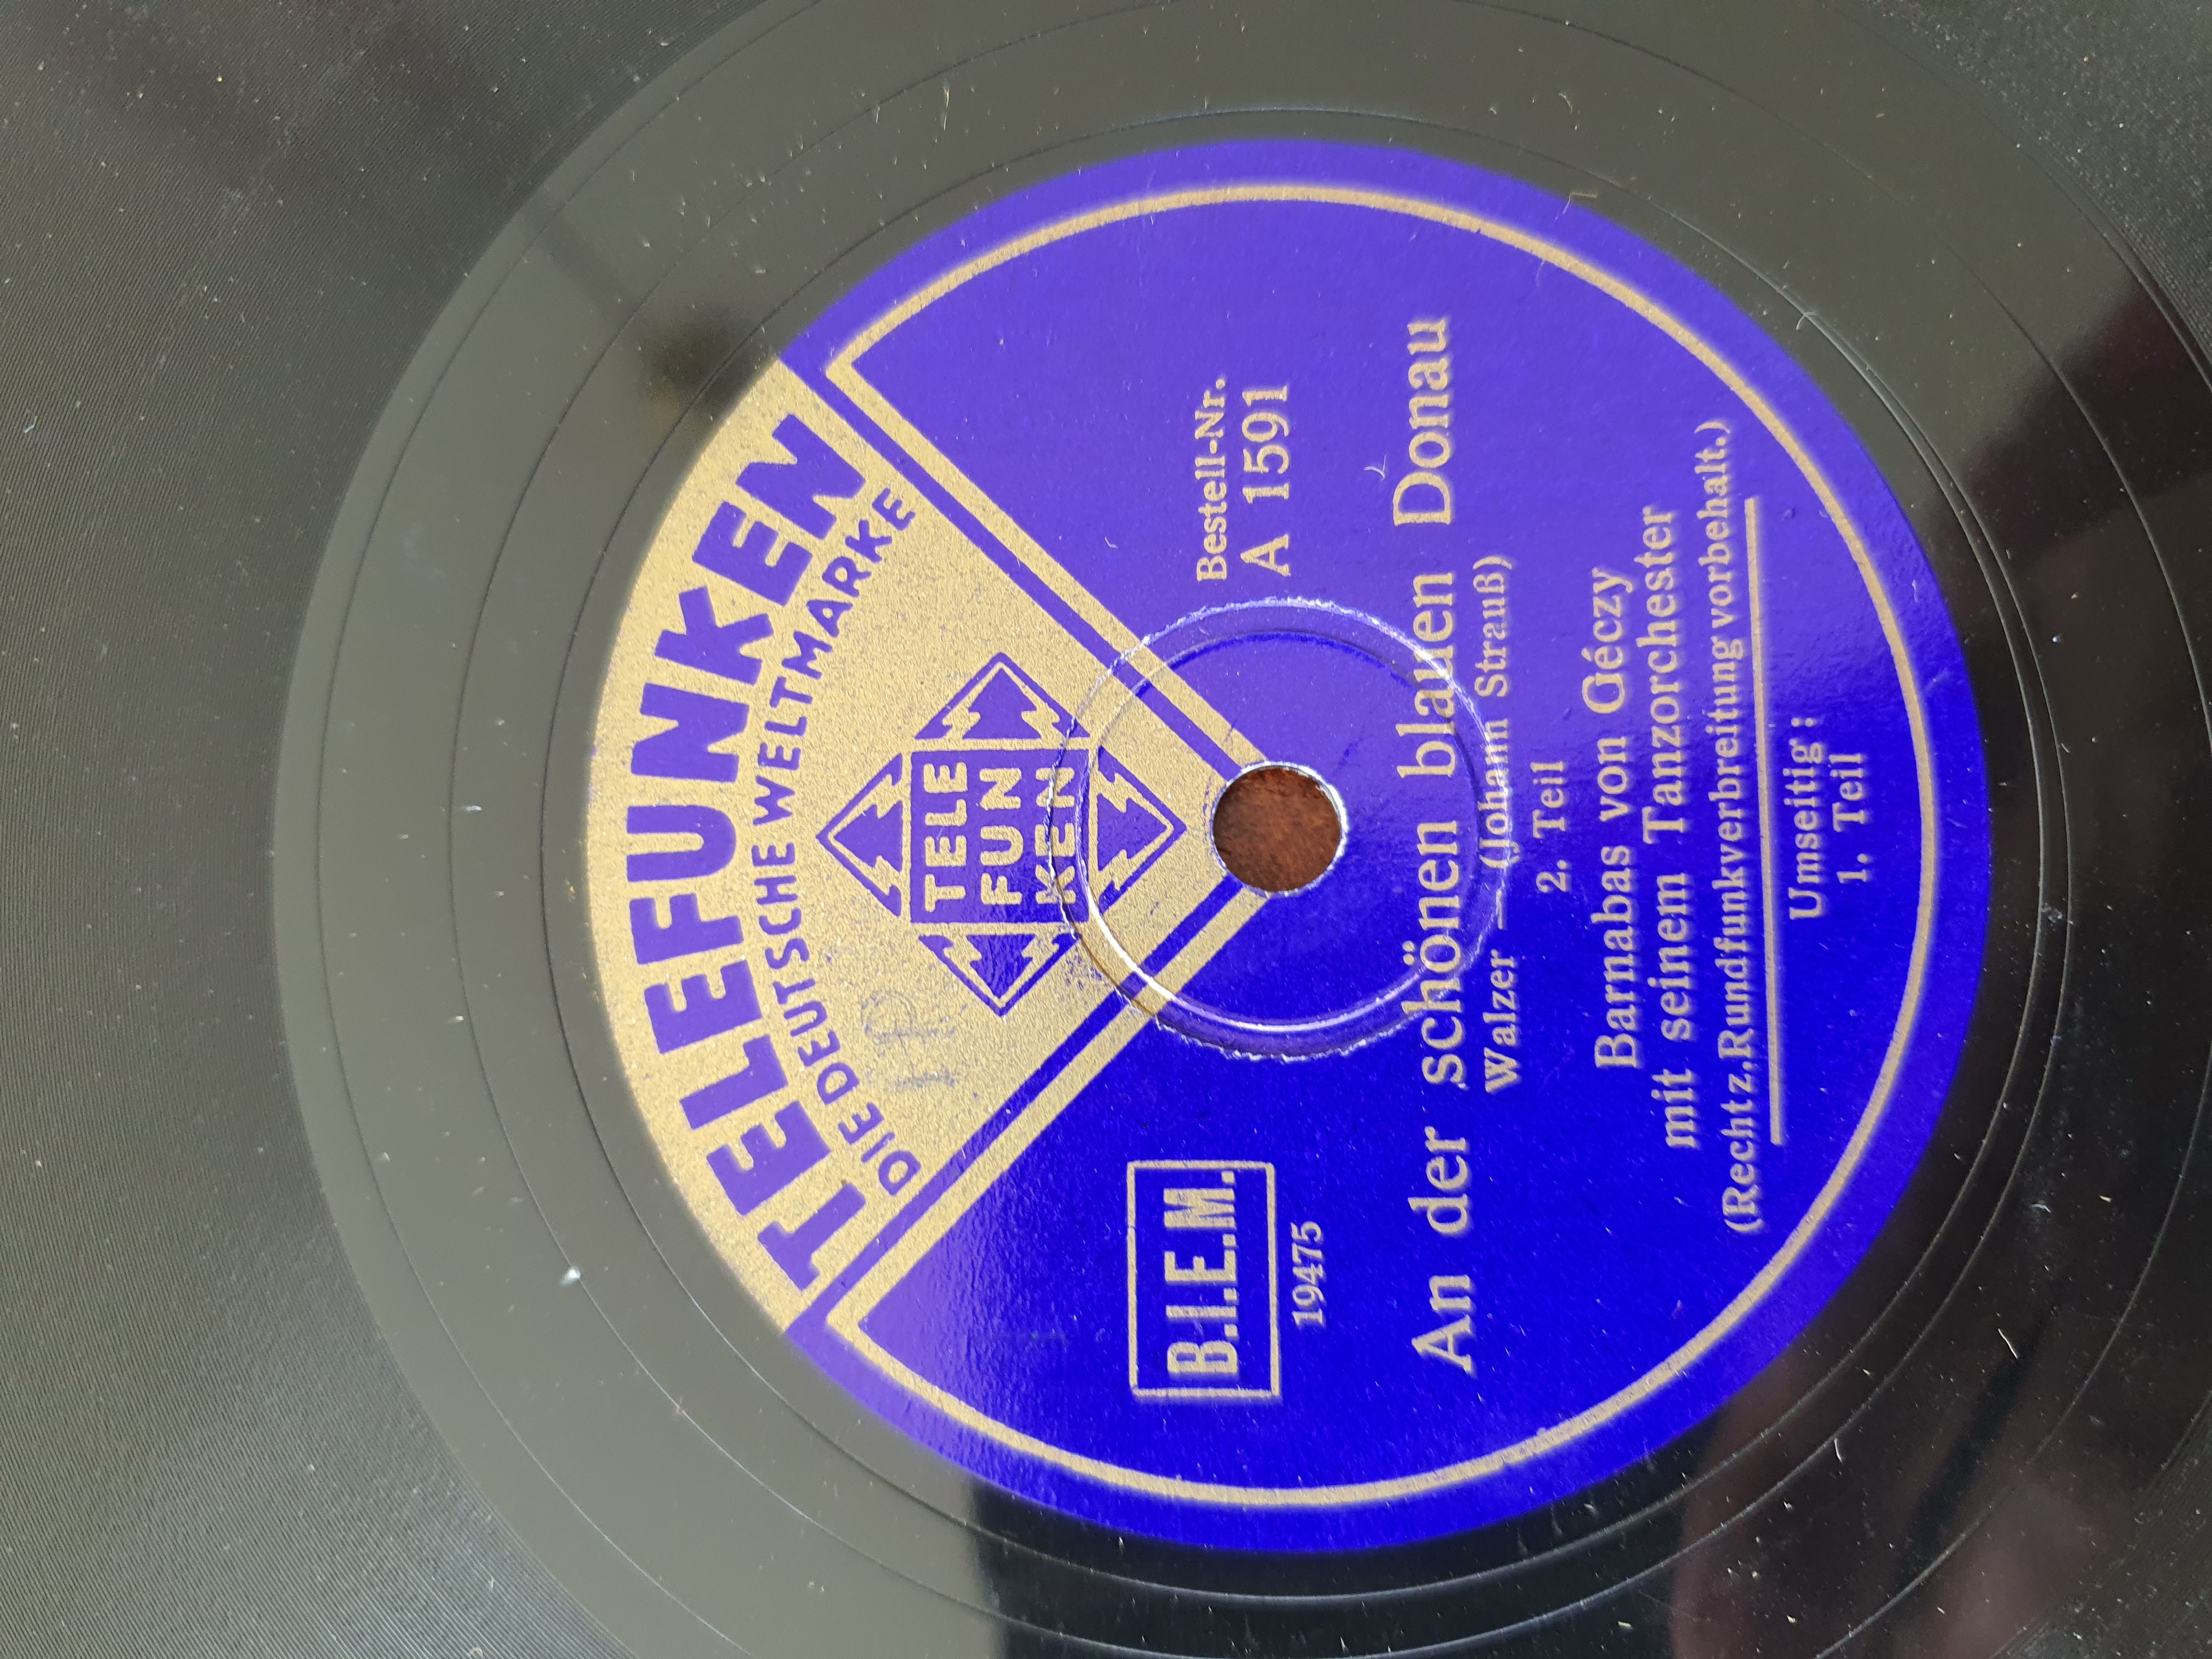 TELEFUNKEN
DIE DEUTSCHE WELTMARKE
TELE
FUN
KEN
B.I.E.M.
19475
Bestell-Nr.
A 1591
An der schönen blauen Donau
Walzer — (Johann Strauß)
2. Teil
Barnabas von Géczy
mit seinem Tanzorchester
(Recht z. Rundfunkverbreitung vorbehalt.)
Umseitig:
1. Teil